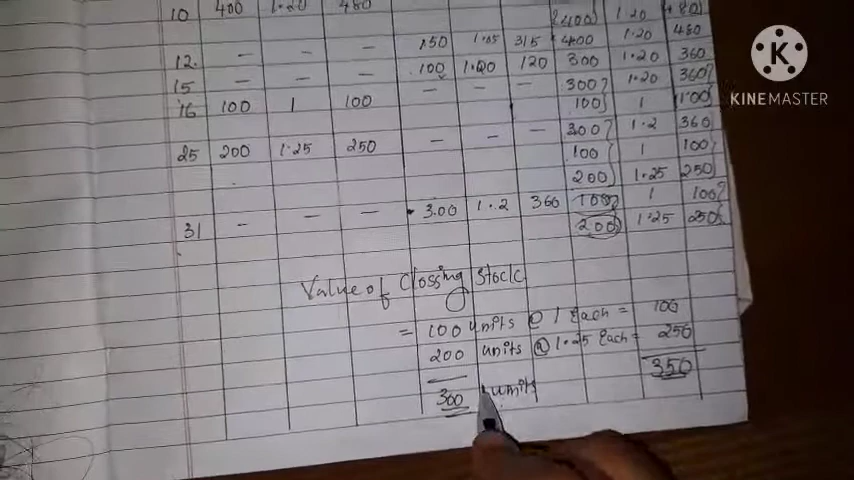 10 400 1.20 480 400 1.20 480
150 1.05 315 400 1.20 480
12. — — — 100 1.20 120 300 1.20 360
15 — — — — — — 300 1.20 360
16 100 1 100 100 1 100
25 200 1.25 250 — — — 300 1.2 360
100 1 100
200 1.25 250
31 — — — 300 1.2 360 100 1 100
200 1.25 250
Value of Clossing Stock
= 100 units @ 1 Each = 100
200 units @ 1.25 Each = 250
300 units 350
K
KINEMASTER